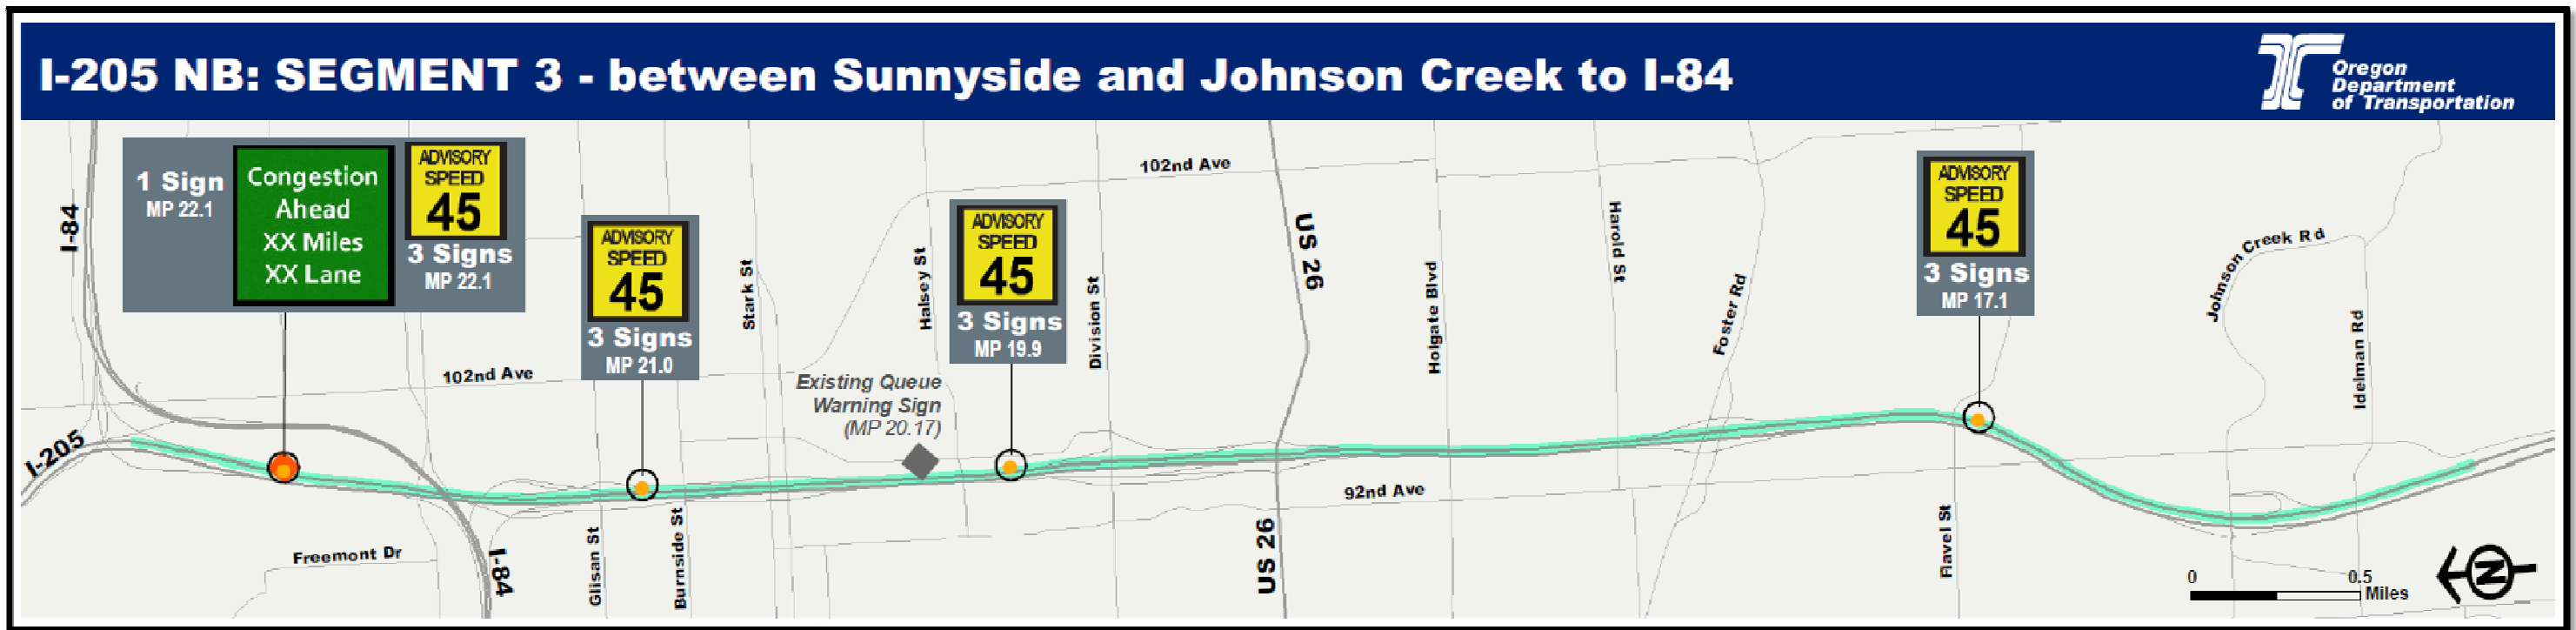 I-205 NB: SEGMENT 3 - between Sunnyside and Johnson Creek to I-84
Oregon
Department
of Transportation
I-84
1 Sign
MP 22.1
Congestion
Ahead
XX Miles
XX Lane
ADVISORY
SPEED
45
3 Signs
MP 22.1
ADVISORY
SPEED
45
3 Signs
MP 21.0
Stark St
Halsey St
ADVISORY
SPEED
45
3 Signs
MP 19.9
Division St
102nd Ave
US 26
Holgate Blvd
Harold St
Foster Rd
ADVISORY
SPEED
45
3 Signs
MP 17.1
Johnson Creek Rd
Idelman Rd
102nd Ave
Existing Queue
Warning Sign
(MP 20.17)
I-205
Freemont Dr
I-84
Glisan St
Burnside St
US 26
92nd Ave
Flavel St
0
0.5
Miles
N